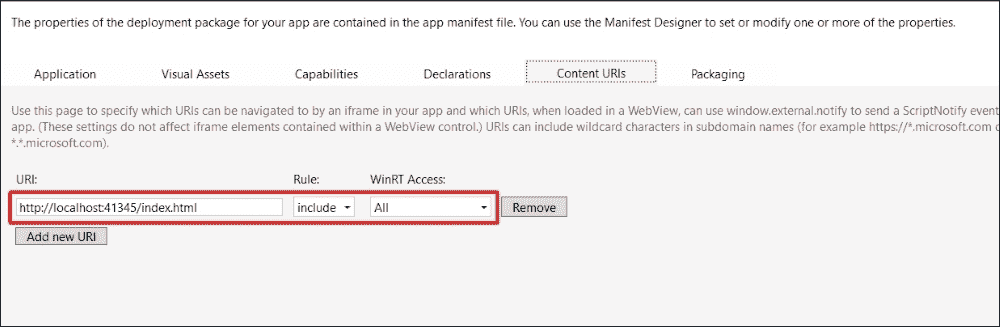 The properties of the deployment package for your app are contained in the app manifest file. You can use the Manifest Designer to set or modify one or more of the properties.
Application Visual Assets Capabilities Declarations Content URIs Packaging
Use this page to specify which URIs can be navigated to by an iframe in your app and which URIs, when loaded in a WebView, can use window.external.notify to send a ScriptNotify event
app. (These settings do not affect iframe elements contained within a WebView control.) URIs can include wildcard characters in subdomain names (for example https://*.microsoft.com
*.*.microsoft.com).
URI: Rule: WinRT Access:
http://localhost:41345/index.html include All Remove
Add new URI